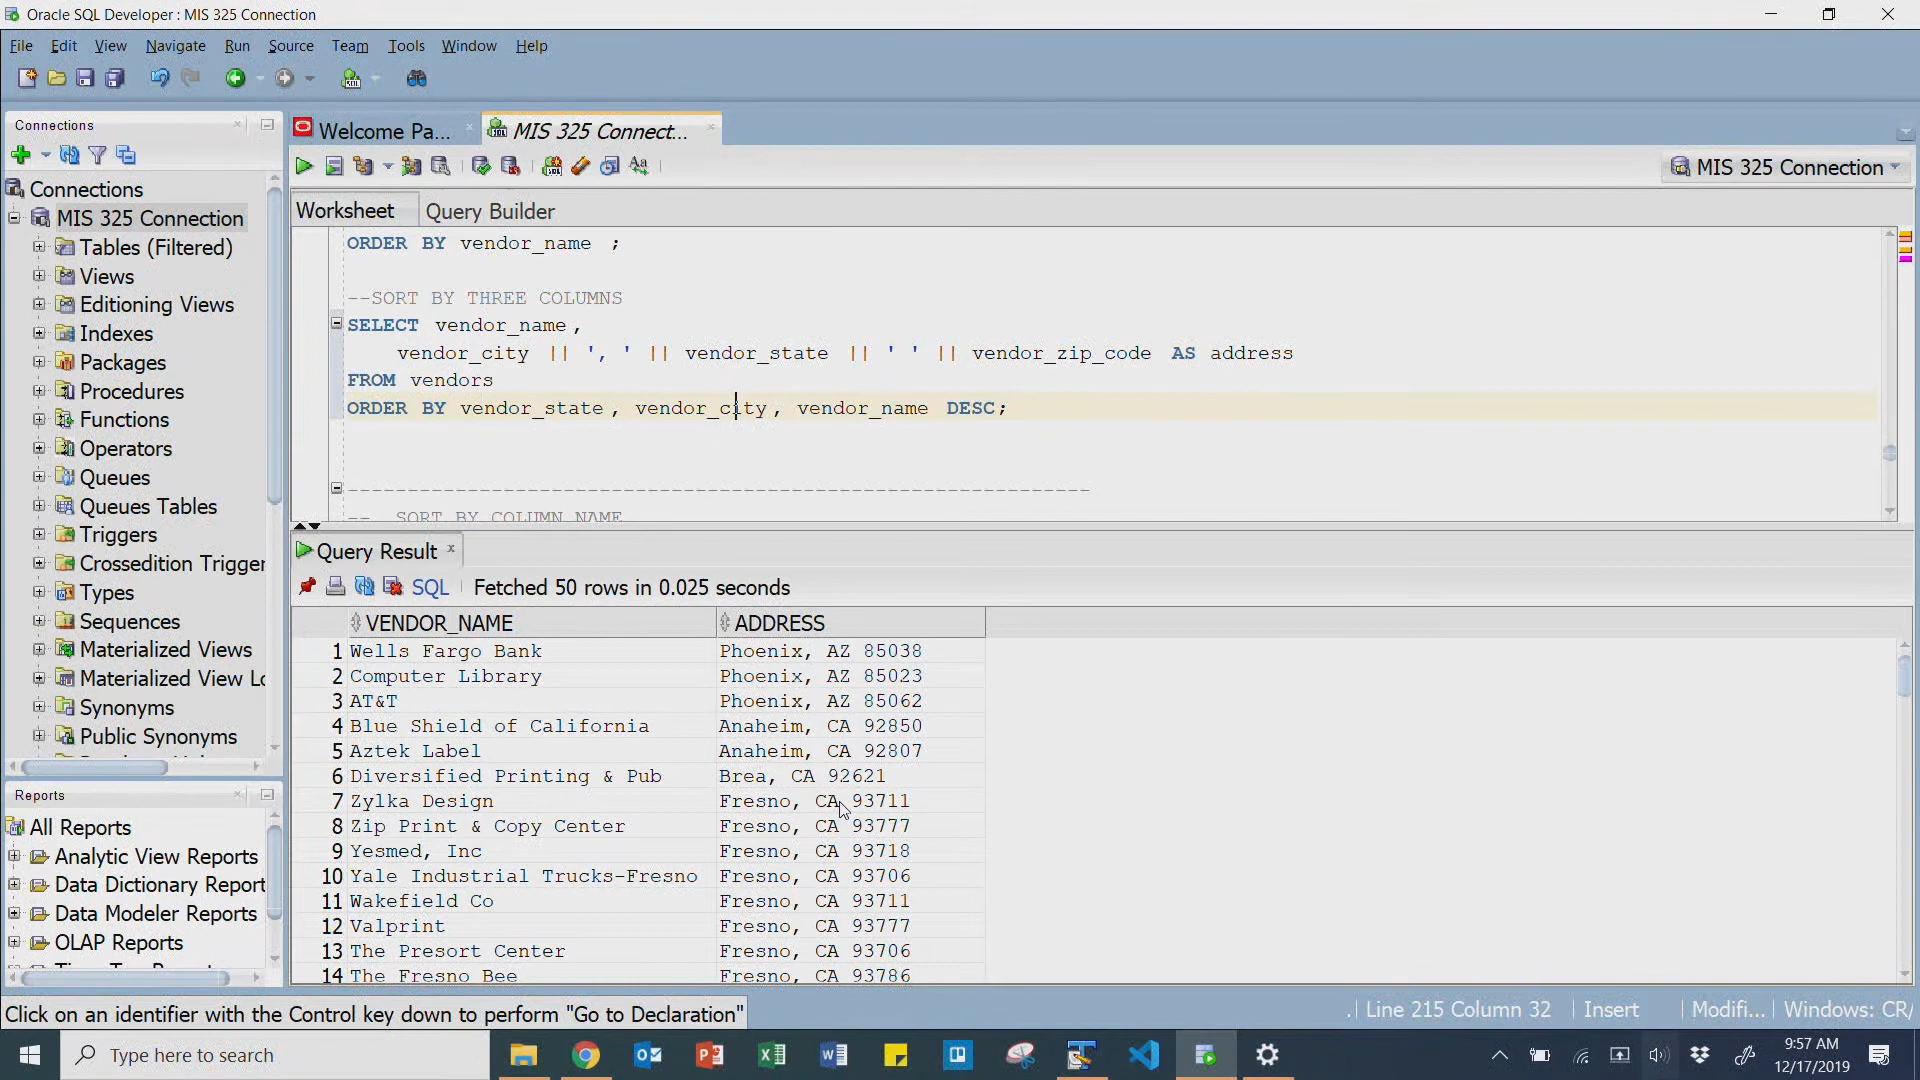 Oracle SQL Developer : MIS 325 Connection
File Edit View Navigate Run Source Team Tools Window Help
Connections
Welcome Pa...
MIS 325 Connect...
MIS 325 Connection
Connections
MIS 325 Connection
Tables (Filtered)
Views
Editioning Views
Indexes
Packages
Procedures
Functions
Operators
Queues
Queues Tables
Triggers
Crossedition Trigger
Types
Sequences
Materialized Views
Materialized View Lo
Synonyms
Public Synonyms
Worksheet Query Builder
ORDER BY vendor_name ;
--SORT BY THREE COLUMNS
SELECT vendor_name,
vendor_city || ', ' || vendor_state || ' ' || vendor_zip_code AS address
FROM vendors
ORDER BY vendor_state, vendor_city, vendor_name DESC;
--------------------------------------------------------------
-- SORT BY COLUMN NAME
Query Result
SQL Fetched 50 rows in 0.025 seconds
VENDOR_NAME ADDRESS
1 Wells Fargo Bank Phoenix, AZ 85038
2 Computer Library Phoenix, AZ 85023
3 AT&T Phoenix, AZ 85062
4 Blue Shield of California Anaheim, CA 92850
5 Aztek Label Anaheim, CA 92807
6 Diversified Printing & Pub Brea, CA 92621
7 Zylka Design Fresno, CA 93711
8 Zip Print & Copy Center Fresno, CA 93777
9 Yesmed, Inc Fresno, CA 93718
10 Yale Industrial Trucks-Fresno Fresno, CA 93706
11 Wakefield Co Fresno, CA 93711
12 Valprint Fresno, CA 93777
13 The Presort Center Fresno, CA 93706
14 The Fresno Bee Fresno, CA 93786
Reports
All Reports
Analytic View Reports
Data Dictionary Report
Data Modeler Reports
OLAP Reports
Click on an identifier with the Control key down to perform "Go to Declaration"
Line 215 Column 32
Insert
Modifi...
Windows: CR/
Type here to search
9:57 AM
12/17/2019